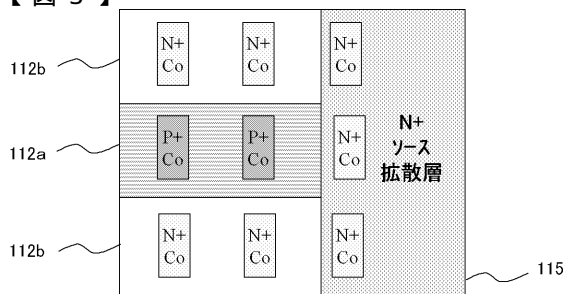 【 図
N+ Co
N+ Co
N+ Co
112b
P+ Co
P+ Co
N+ Co
112a
N+ Co
N+ Co
N+ Co
112b
N+
ソース
拡散層
115